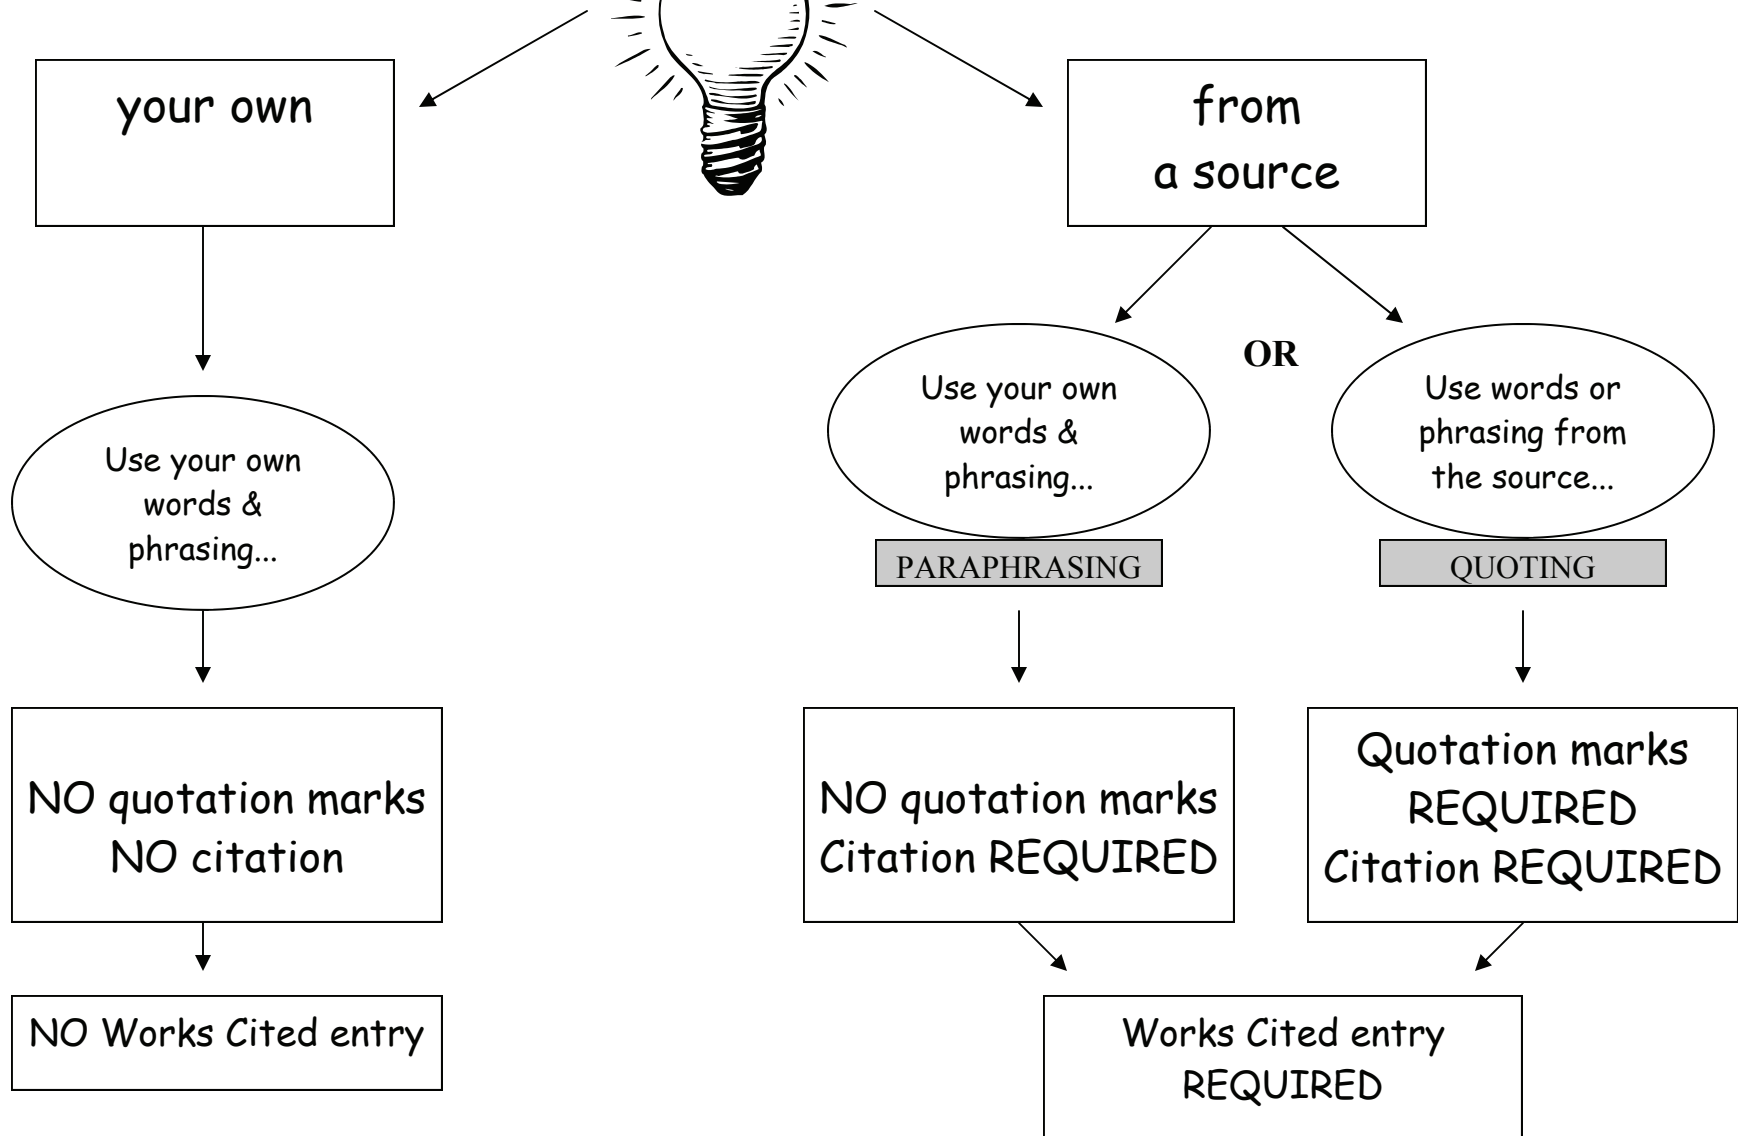 your own
from
a source
OR
Use your own
words &
phrasing...
Use your own
words &
phrasing...
Use words or
phrasing from
the source...
PARAPHRASING
QUOTING
NO quotation marks
NO citation
NO quotation marks
Citation REQUIRED
Quotation marks
REQUIRED
Citation REQUIRED
NO Works Cited entry
Works Cited entry
REQUIRED